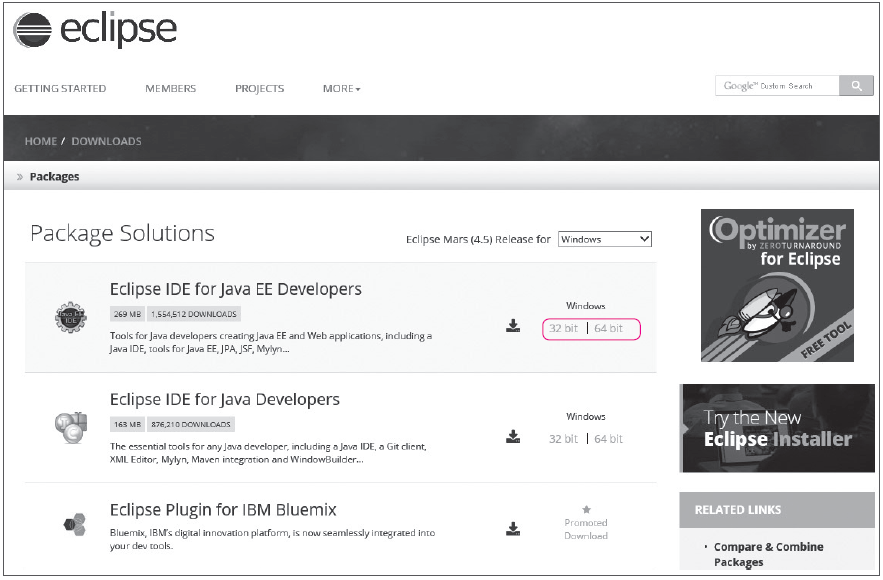 eclipse
GETTING STARTED MEMBERS PROJECTS MORE
Google™ Custom Search
HOME / DOWNLOADS
» Packages
Package Solutions
Eclipse Mars (4.5) Release for Windows
Eclipse IDE for Java EE Developers
269 MB 1,554,512 DOWNLOADS
Tools for Java developers creating Java EE and Web applications, including a
Java IDE, tools for Java EE, JPA, JSF, Mylyn...
Java EE
IDE
Windows
32 bit | 64 bit
Eclipse IDE for Java Developers
163 MB 876,210 DOWNLOADS
The essential tools for any Java developer, including a Java IDE, a Git client,
XML Editor, Mylyn, Maven integration and WindowBuilder...
Windows
32 bit | 64 bit
Eclipse Plugin for IBM Bluemix
Bluemix, IBM's digital innovation platform, is now seamlessly integrated into
your dev tools.
Promoted
Download
Optimizer
by ZEROTURNAROUND
for Eclipse
FREE TOOL
Try the New
Eclipse Installer
RELATED LINKS
• Compare & Combine
Packages